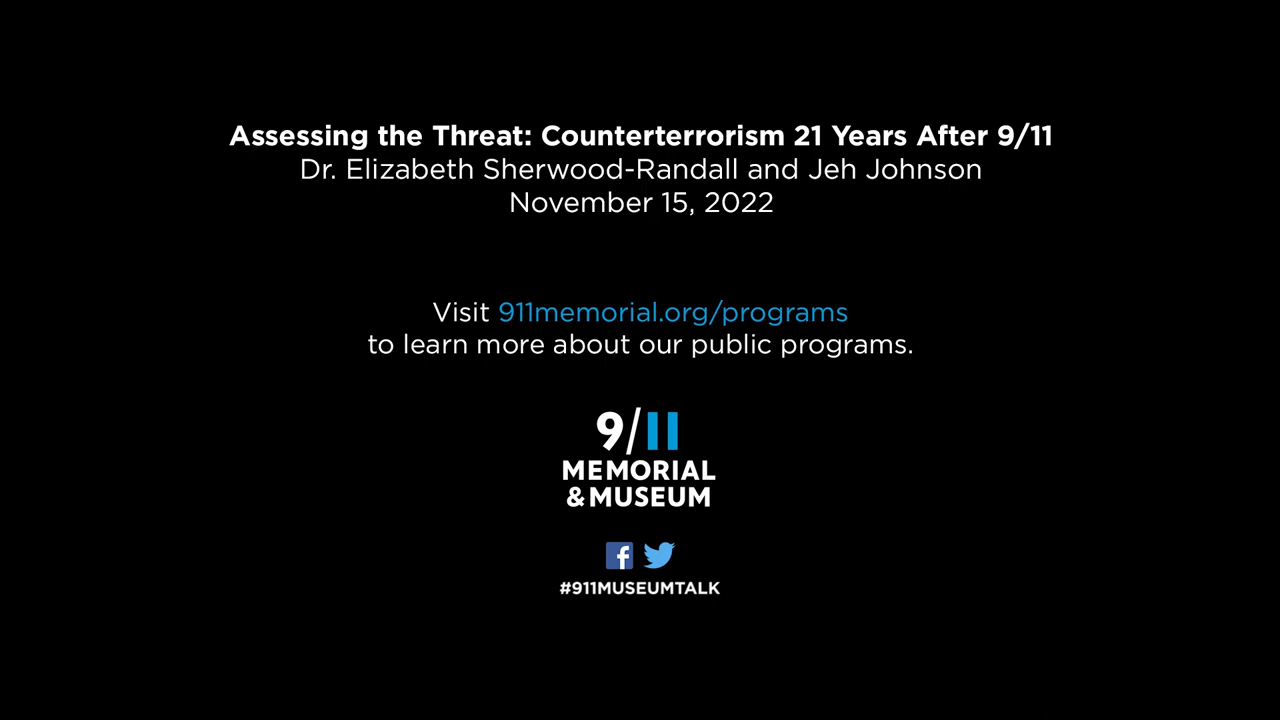 Assessing the Threat: Counterterrorism 21 Years After 9/11
Dr. Elizabeth Sherwood-Randall and Jeh Johnson
November 15, 2022
Visit 911memorial.org/programs
to learn more about our public programs.
9/11
MEMORIAL
& MUSEUM
#911MUSEUMTALK